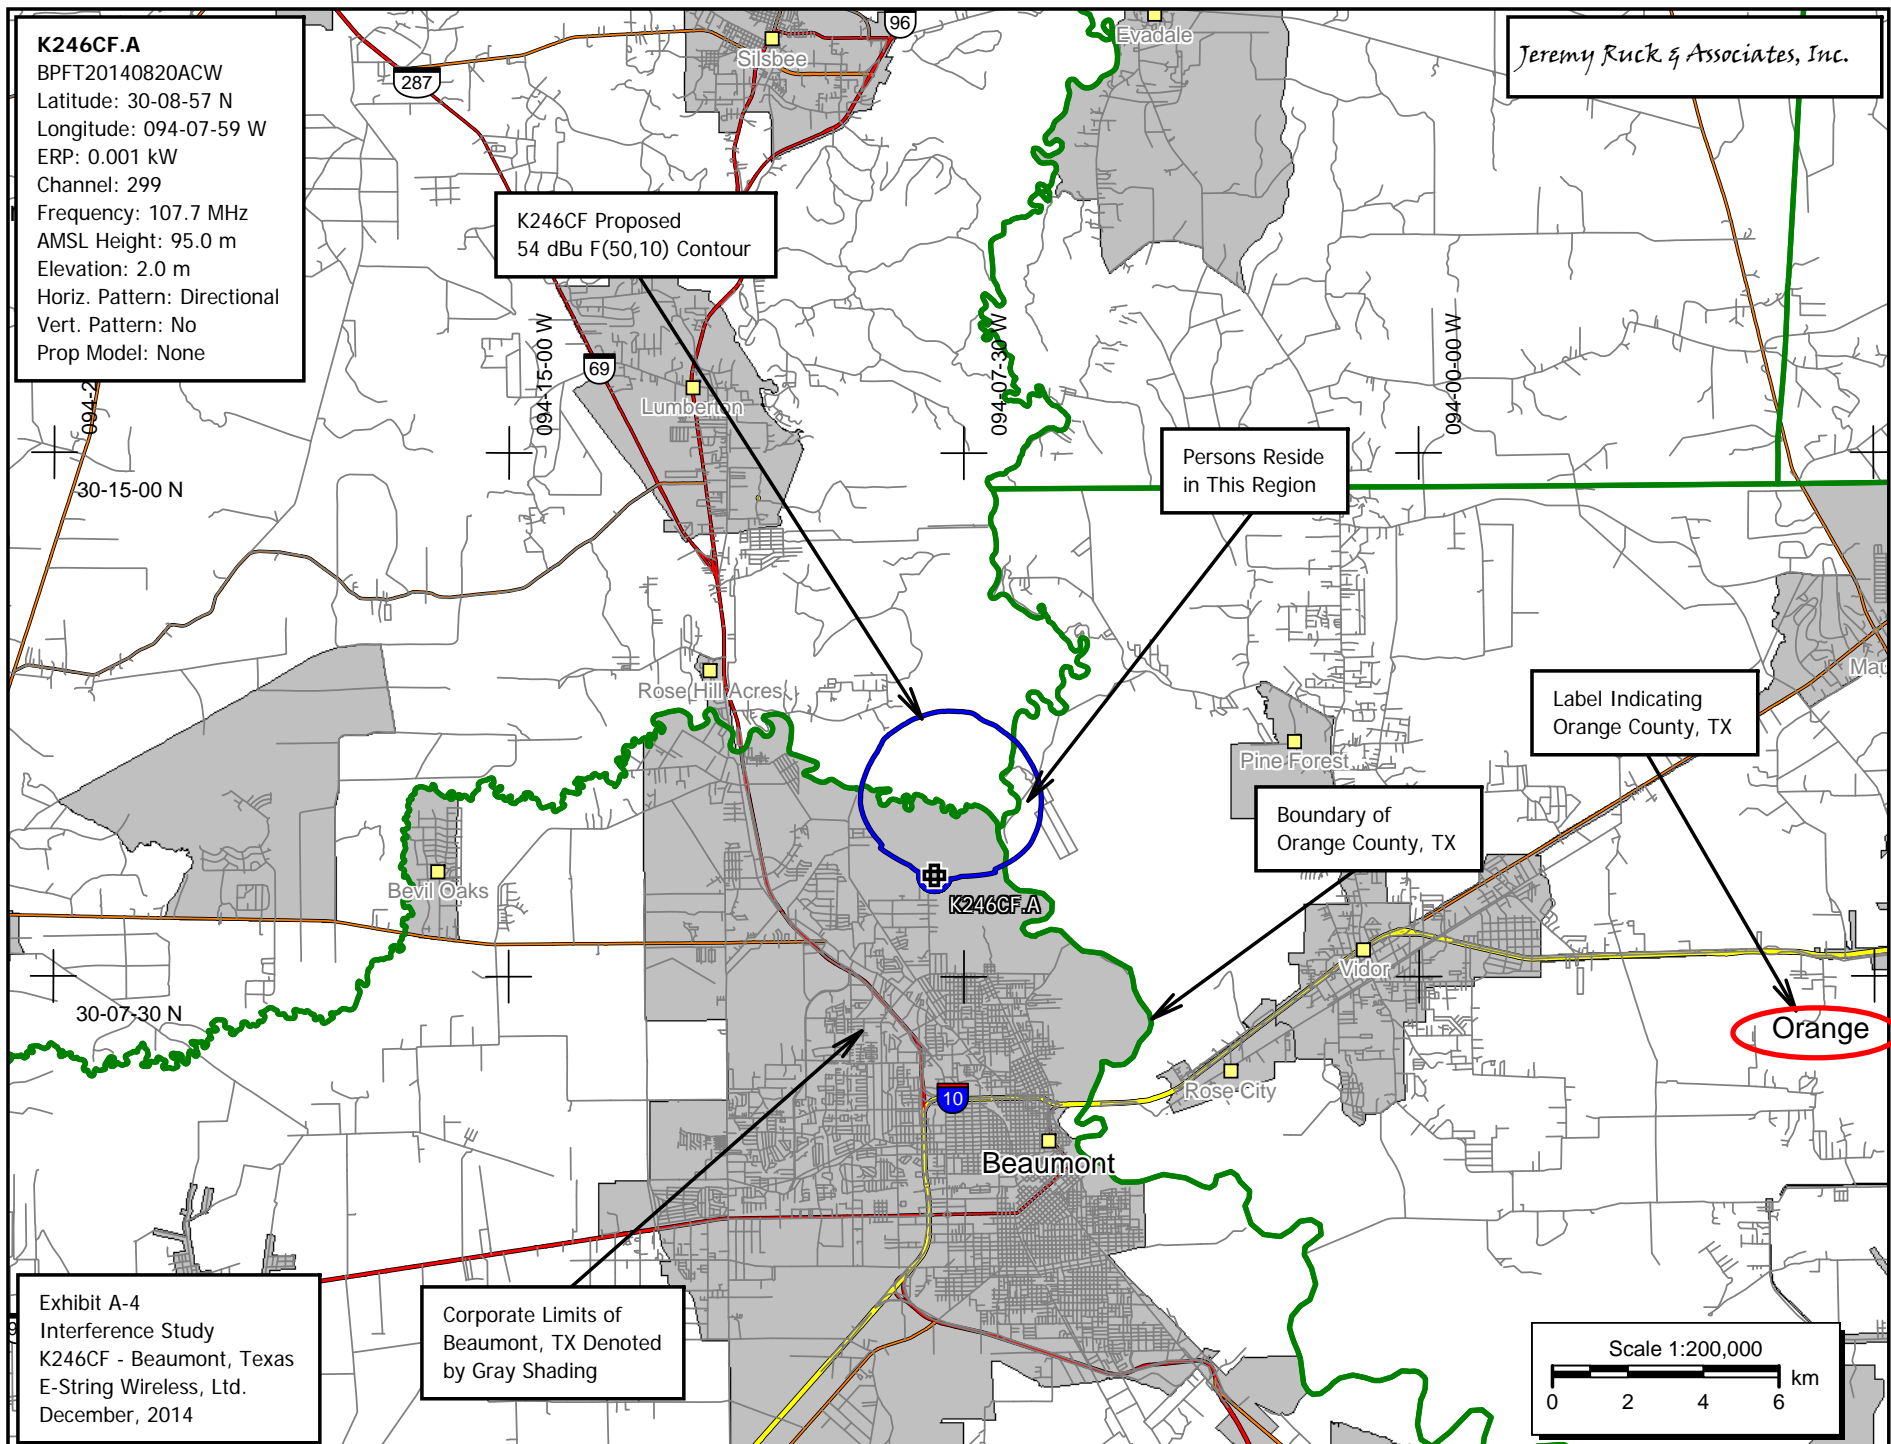 K246CF.A
BPFT20140820ACW
Latitude: 30-08-57 N
Longitude: 094-07-59 W
ERP: 0.001 kW
Channel: 299
Frequency: 107.7 MHz
AMSL Height: 95.0 m
Elevation: 2.0 m
Horiz. Pattern: Directional
Vert. Pattern: No
Prop Model: None
Jeremy Ruck & Associates, Inc.
96
Silsbee
Evadale
287
K246CF Proposed
54 dBu F(50,10) Contour
69
Lumberton
094-2
094-15-00 W
094-07-30 W
094-00-00 W
30-15-00 N
Persons Reside
in This Region
Rose Hill Acres
Mau
Label Indicating
Orange County, TX
Pine Forest
Boundary of
Orange County, TX
Bevil Oaks
K246CF.A
Vidor
30-07-30 N
Orange
Rose City
10
Beaumont
Exhibit A-4
Interference Study
K246CF - Beaumont, Texas
E-String Wireless, Ltd.
December, 2014
Corporate Limits of
Beaumont, TX Denoted
by Gray Shading
Scale 1:200,000
km
0 2 4 6